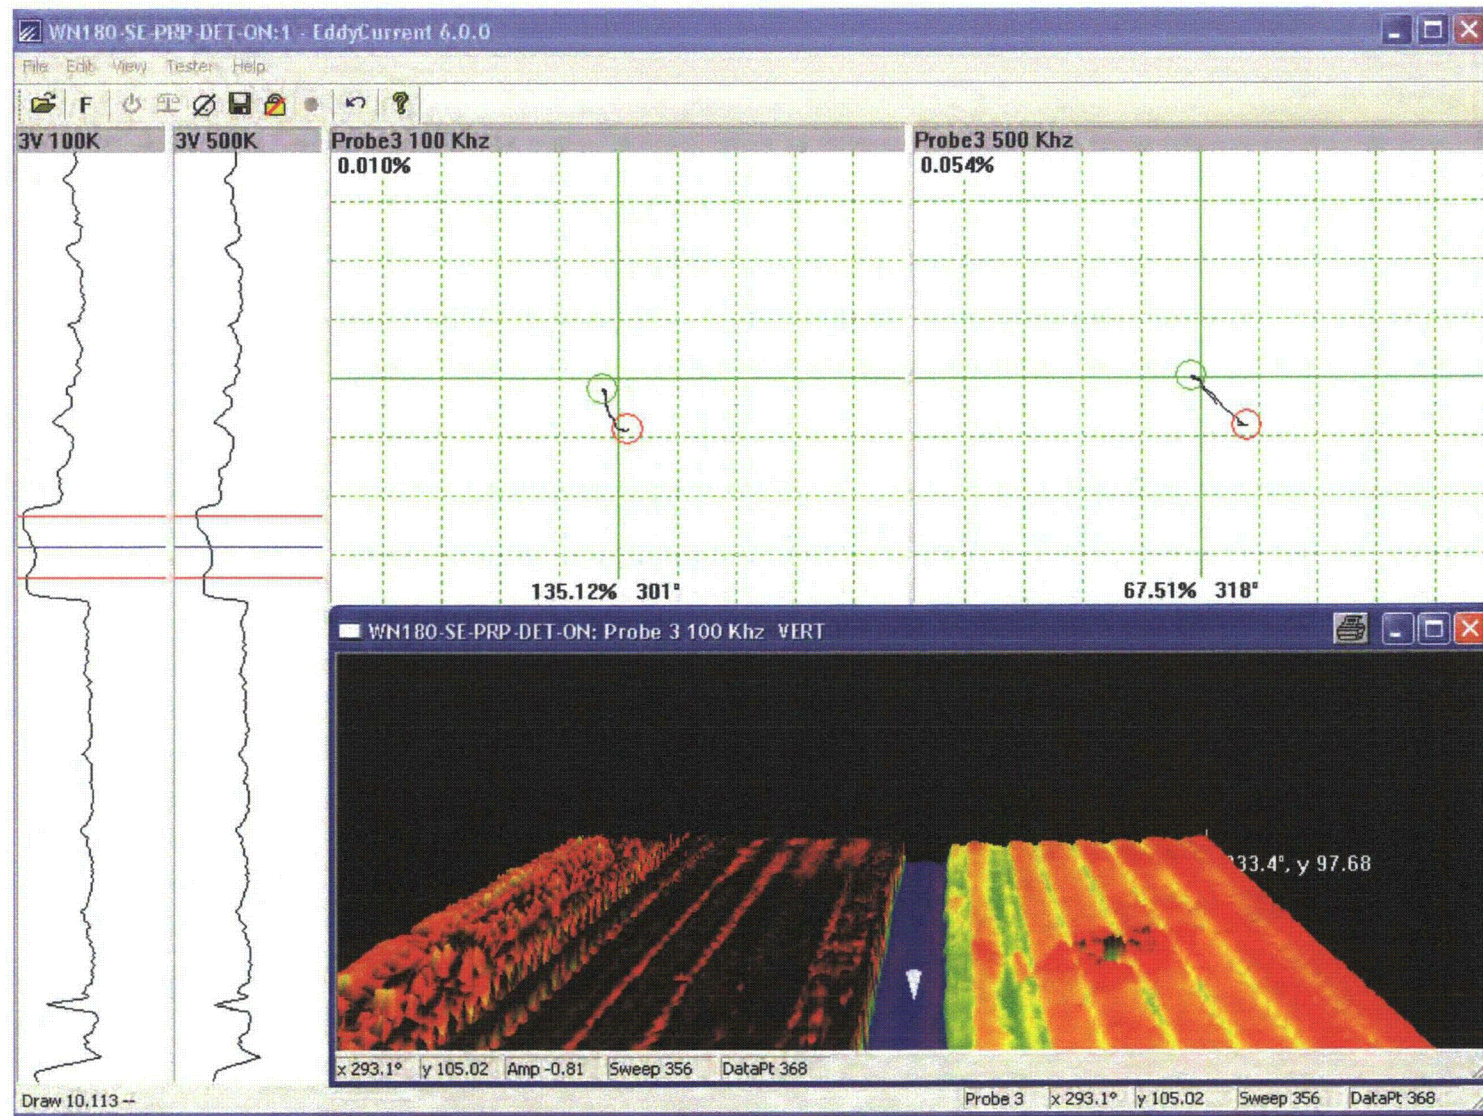 WN180-SE-PRP-DET-ON:1 - EddyCurrent 6.0.0
File Edit View Tester Help
F
3V 100K
3V 500K
Probe3 100 Khz
Probe3 500 Khz
0.010%
0.054%
135.12% 301°
67.51% 318°
WN180-SE-PRP-DET-ON: Probe 3 100 Khz VERT
33.4°, y 97.68
x 293.1° y 105.02 Amp -0.81 Sweep 356 DataPt 368
Draw 10,113 --
Probe 3 x 293.1° y 105.02 Sweep 356 DataPt 368